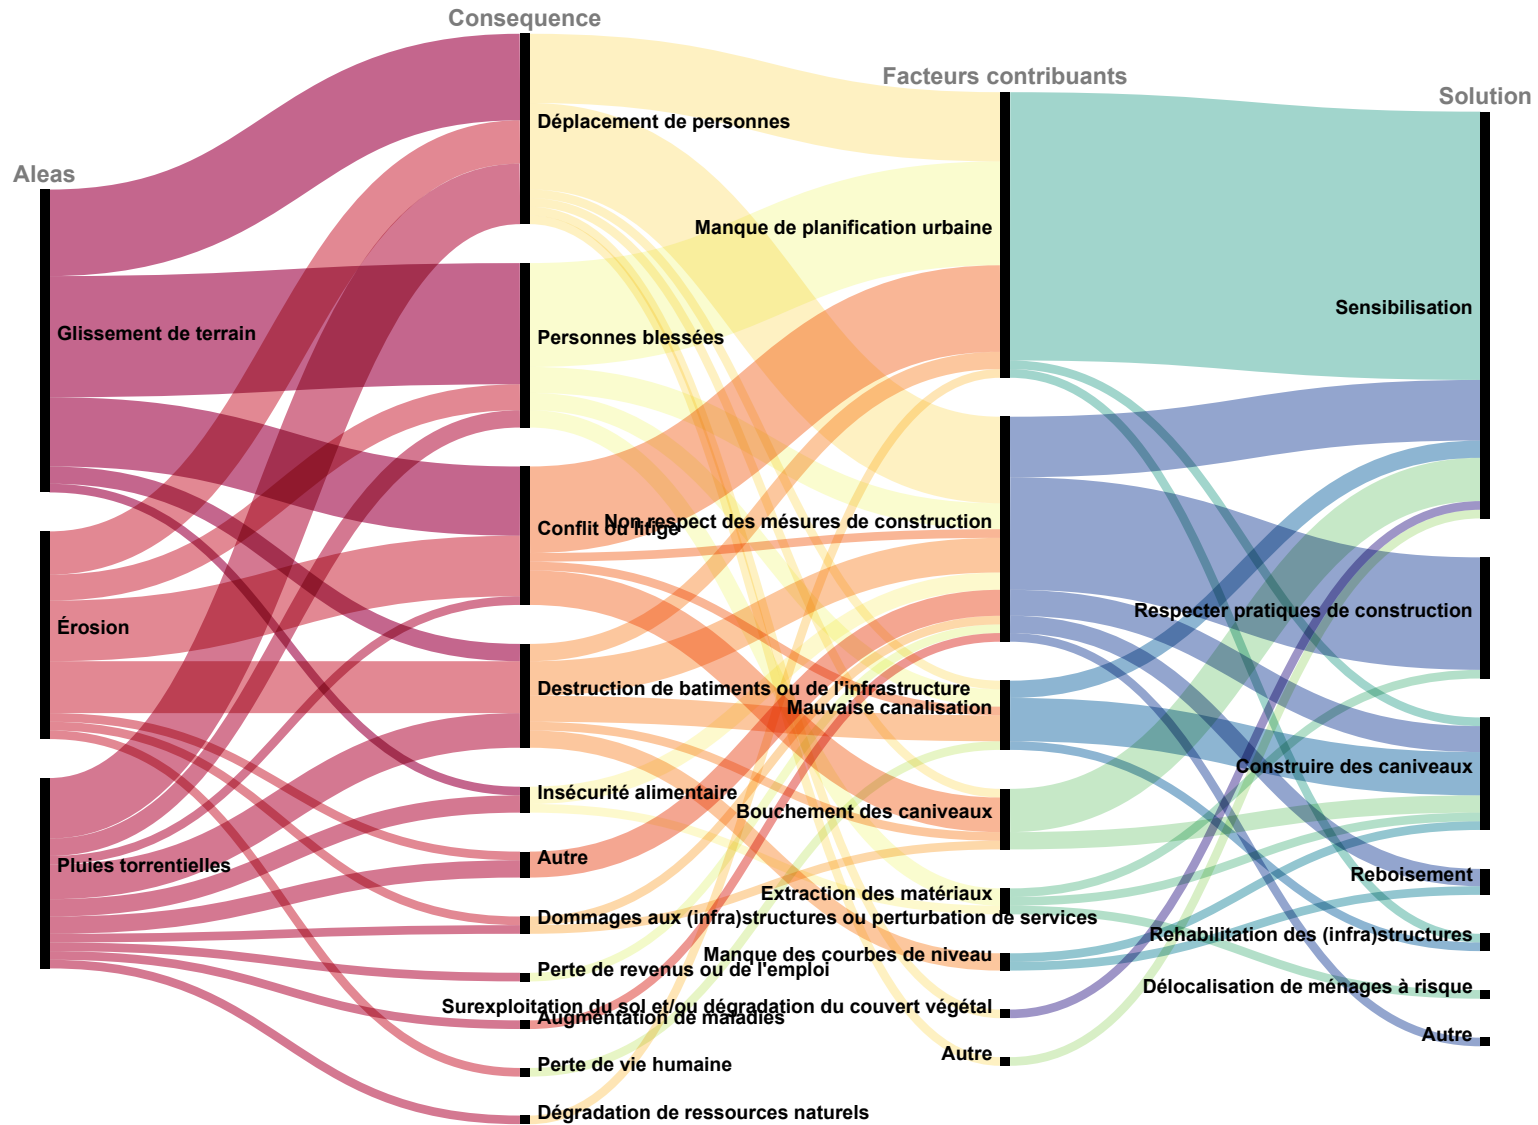 Aleas
Glissement de terrain
Érosion
Pluies torrentielles
Consequence
Déplacement de personnes
Personnes blessées
Conflit ou litige
Destruction de batiments ou de l'infrastructure
Insécurité alimentaire
Autre
Dommages aux (infra)structures ou perturbation de services
Perte de revenus ou de l'emploi
Augmentation de maladies
Perte de vie humaine
Dégradation de ressources naturels
Facteurs contribuants
Manque de planification urbaine
Non respect des mésures de construction
Mauvaise canalisation
Bouchement des caniveaux
Extraction des matériaux
Manque des courbes de niveau
Surexploitation du sol et/ou dégradation du couvert végétal
Autre
Solution
Sensibilisation
Respecter pratiques de construction
Construire des caniveaux
Reboisement
Rehabilitation des (infra)structures
Délocalisation de ménages à risque
Autre